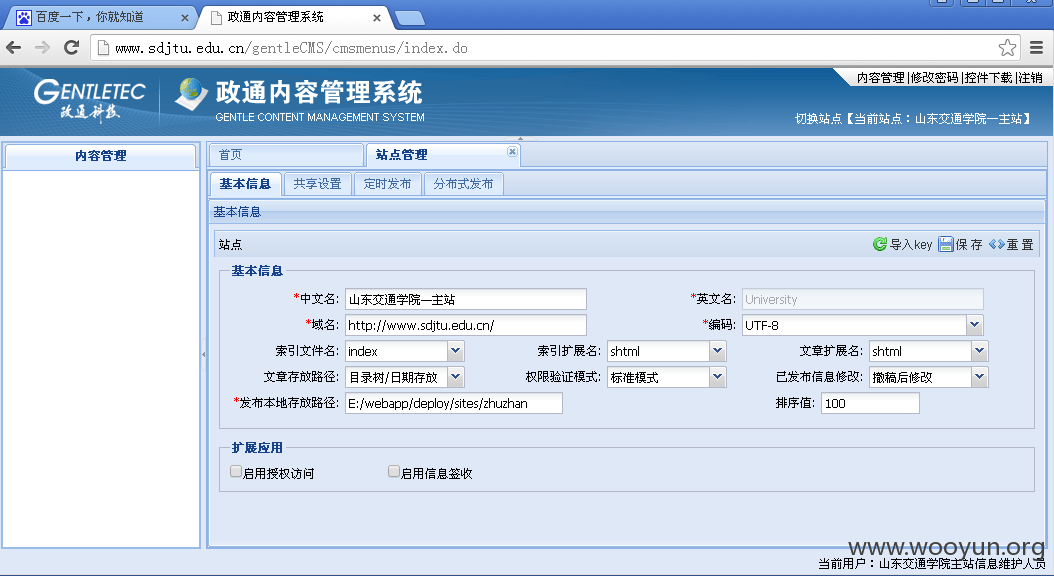 百度一下，你就知道 政通内容管理系统
www.sdjtu.edu.cn/gentleCMS/cmsmenus/index.do
内容管理|修改密码|控件下载|注销
GENTLETEC 政通科技 政通内容管理系统
GENTLE CONTENT MANAGEMENT SYSTEM
切换站点【当前站点：山东交通学院—主站】
内容管理
首页 站点管理
基本信息 共享设置 定时发布 分布式发布
基本信息
站点 导入key 保存 重置
基本信息
*中文名: 山东交通学院—主站 *英文名: University
*域名: http://www.sdjtu.edu.cn/ *编码: UTF-8
索引文件名: index 索引扩展名: shtml 文章扩展名: shtml
文章存放路径: 目录树/日期存放 权限验证模式: 标准模式 已发布信息修改: 撤稿后修改
*发布本地存放路径: E:/webapp/deploy/sites/zhuzhan 排序值: 100
扩展应用
启用授权访问 启用信息签收
www.wooyun.org
当前用户：山东交通学院主站信息维护人员